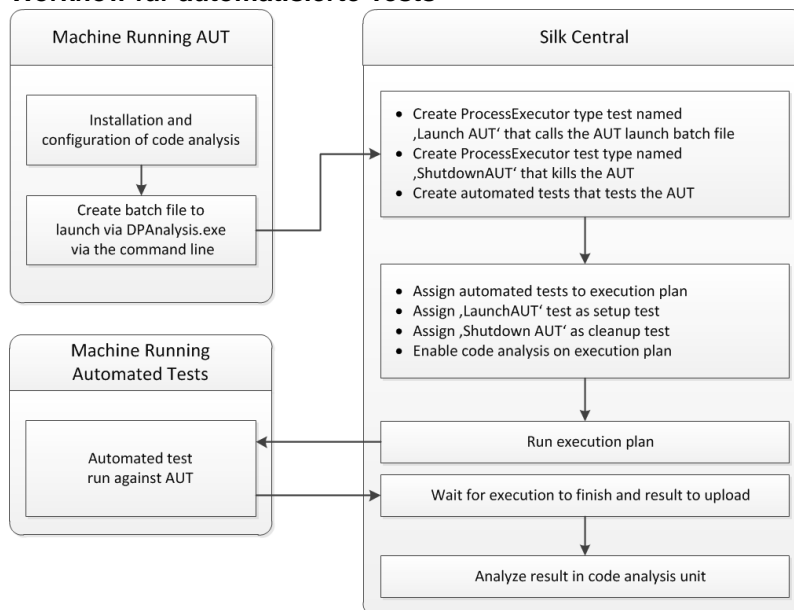 Workflow für automatisierte Tests
Machine Running AUT
Installation and
configuration of code analysis
Create batch file to
launch via DPAnalysis.exe
via the command line
Silk Central
• Create ProcessExecutor type test named
‚Launch AUT‘ that calls the AUT launch batch file
• Create ProcessExecutor test type named
‚ShutdownAUT‘ that kills the AUT
• Create automated tests that tests the AUT
• Assign automated tests to execution plan
• Assign ‚LaunchAUT‘ test as setup test
• Assign ‚Shutdown AUT‘ as cleanup test
• Enable code analysis on execution plan
Run execution plan
Machine Running
Automated Tests
Automated test
run against AUT
Wait for execution to finish and result to upload
Analyze result in code analysis unit